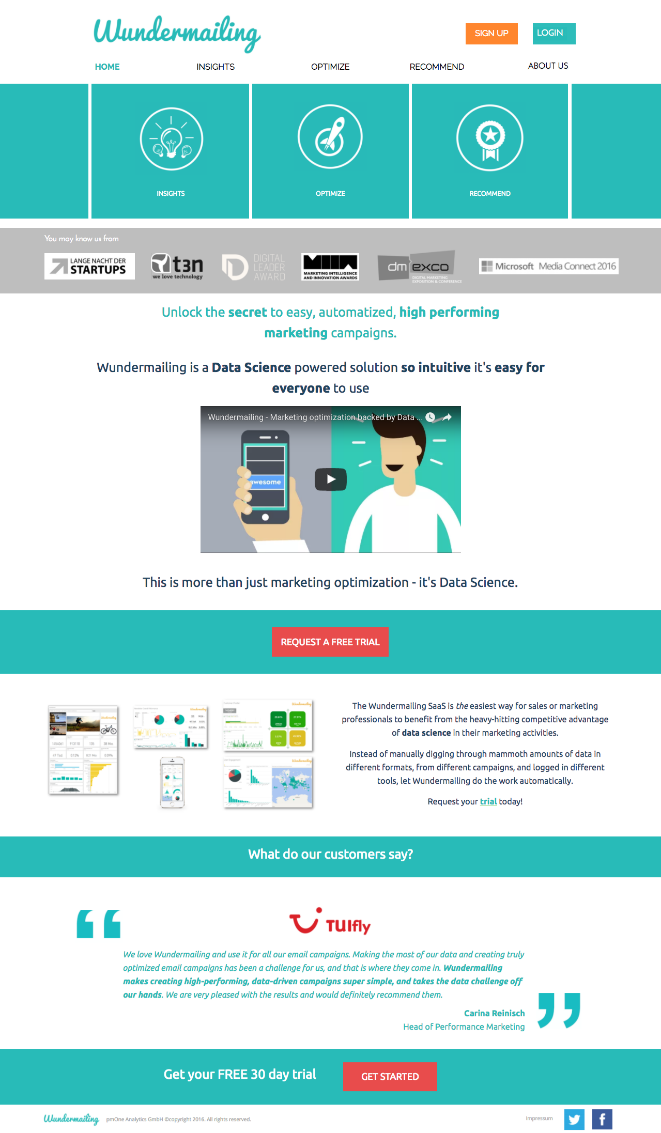 Wundermailing
SIGN UP
LOGIN
HOME
INSIGHTS
OPTIMIZE
RECOMMEND
ABOUT US
INSIGHTS
OPTIMIZE
RECOMMEND
You may know us from:
LANGE NACHT DER
STARTUPS
t3n
we love technology
DIGITAL
LEADER
AWARD
MIIA
MARKETING INTELLIGENCE
AND INNOVATION AWARDS
dmexco
Microsoft Media Connect 2016
Unlock the secret to easy, automatized, high performing
marketing campaigns.
Wundermailing is a Data Science powered solution so intuitive it's easy for
everyone to use
Wundermailing - Marketing optimization backed by Data ...
awesome
This is more than just marketing optimization - it's Data Science.
REQUEST A FREE TRIAL
The Wundermailing SaaS is the easiest way for sales or marketing
professionals to benefit from the heavy-hitting competitive advantage
of data science in their marketing activities.
Instead of manually digging through mammoth amounts of data in
different formats, from different campaigns, and logged in different
tools, let Wundermailing do the work automatically.
Request your trial today!
What do our customers say?
“
TUIfly
We love Wundermailing and use it for all our email campaigns. Making the most of our data and creating truly
optimized email campaigns has been a challenge for us, and that is where they come in. Wundermailing
makes creating high-performing, data-driven campaigns super simple, and takes the data challenge off
our hands. We are very pleased with the results and would definitely recommend them.
”
Carina Reinisch
Head of Performance Marketing
Get your FREE 30 day trial
GET STARTED
Wundermailing
pmOne Analytics GmbH ©copyright 2016. All rights reserved.
Impressum